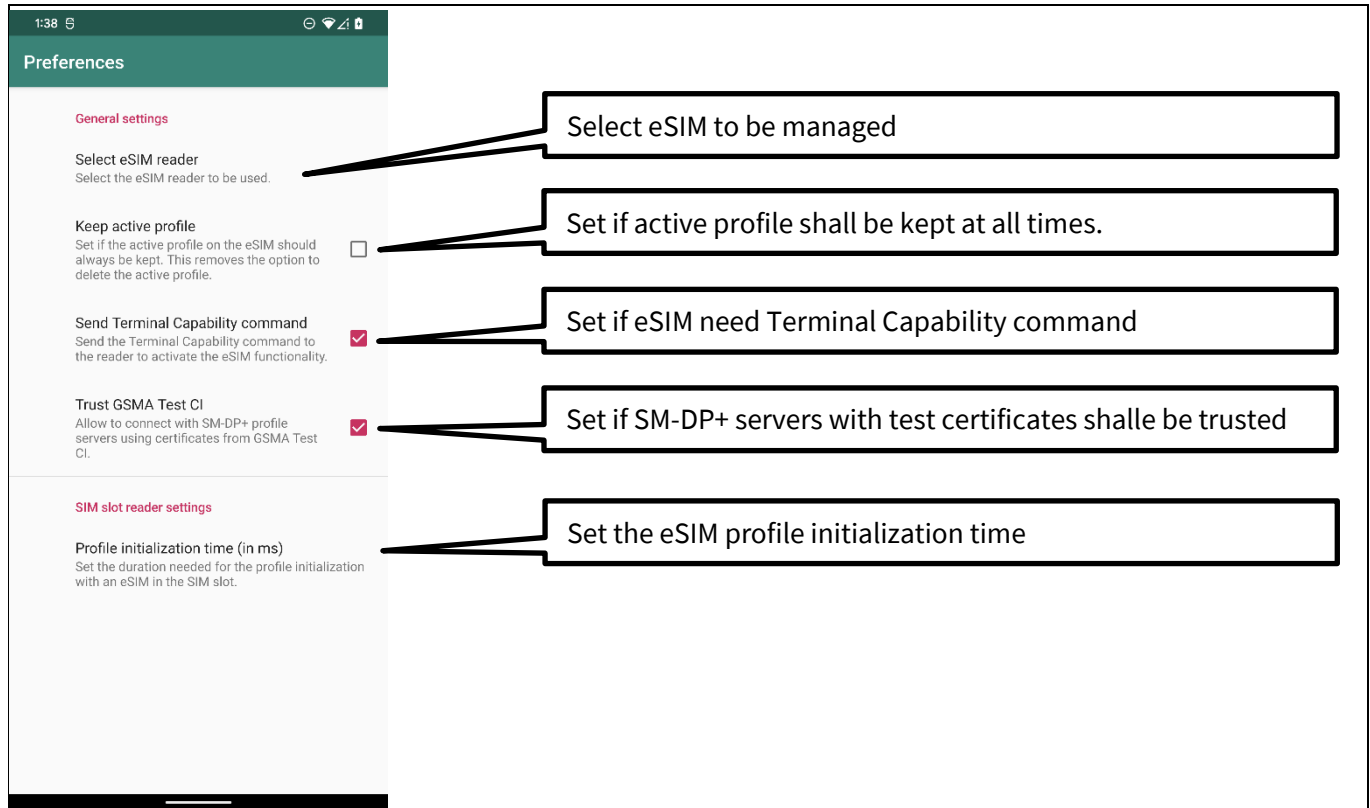 1:38
Preferences
General settings
Select eSIM reader
Select the eSIM reader to be used.
Select eSIM to be managed
Keep active profile
Set if the active profile on the eSIM should
always be kept. This removes the option to
delete the active profile.
Set if active profile shall be kept at all times.
Send Terminal Capability command
Send the Terminal Capability command to
the reader to activate the eSIM functionality.
Set if eSIM need Terminal Capability command
Trust GSMA Test CI
Allow to connect with SM-DP+ profile
servers using certificates from GSMA Test
CI.
Set if SM-DP+ servers with test certificates shalle be trusted
SIM slot reader settings
Profile initialization time (in ms)
Set the duration needed for the profile initialization
with an eSIM in the SIM slot.
Set the eSIM profile initialization time